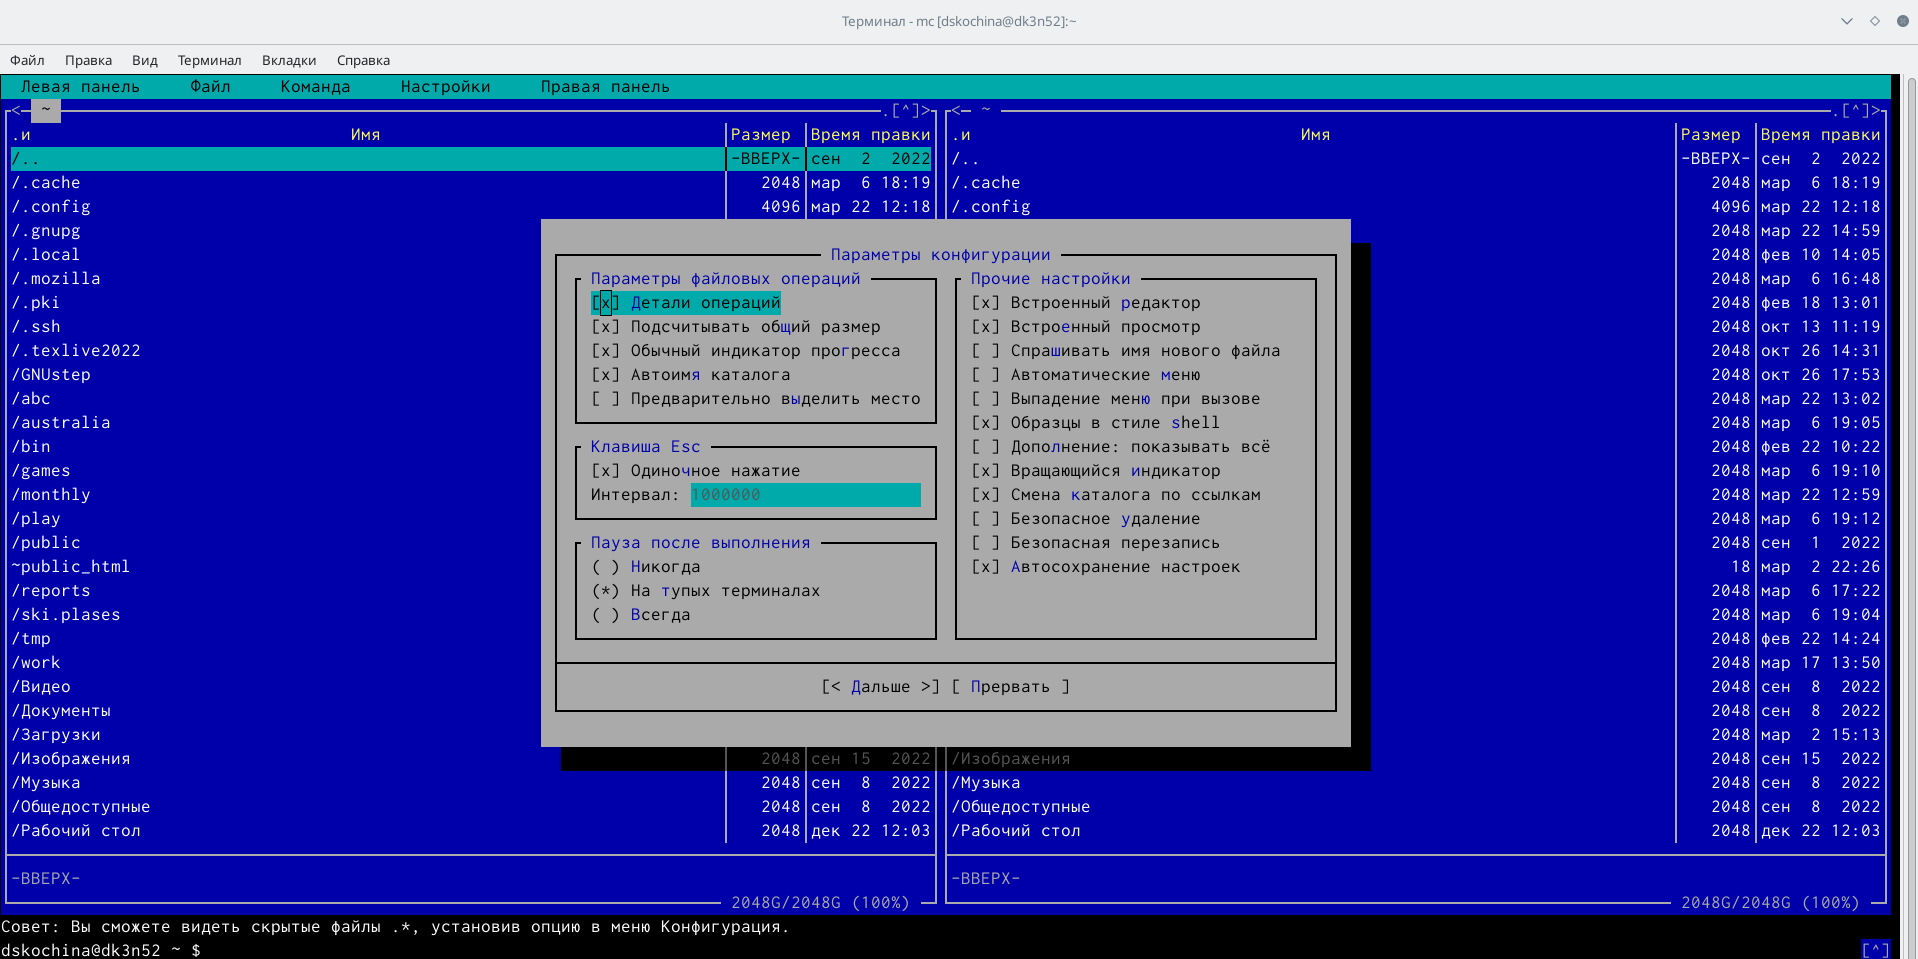 Терминал - mc [dskochina@dk3n52]:~
Файл Правка Вид Терминал Вкладки Справка
Левая панель Файл Команда Настройки Правая панель
<- ~ .[^]> <- ~ .[^]>
.и Имя Размер Время правки .и Имя Размер Время правки
/.. -ВВЕРХ- сен 2 2022 /.. -ВВЕРХ- сен 2 2022
/.cache 2048 мар 6 18:19 /.cache 2048 мар 6 18:19
/.config 4096 мар 22 12:18 /.config 4096 мар 22 12:18
/.gnupg 2048 мар 22 14:59
/.local Параметры конфигурации 2048 фев 10 14:05
/.mozilla Параметры файловых операций Прочие настройки 2048 мар 6 16:48
/.pki [x] Детали операций [x] Встроенный редактор 2048 фев 18 13:01
/.ssh [x] Подсчитывать общий размер [x] Встроенный просмотр 2048 окт 13 11:19
/.texlive2022 [x] Обычный индикатор прогресса [ ] Спрашивать имя нового файла 2048 окт 26 14:31
/GNUstep [x] Автоимя каталога [ ] Автоматические меню 2048 окт 26 17:53
/abc [ ] Предварительно выделить место [ ] Выпадение меню при вызове 2048 мар 22 13:02
/australia [x] Образцы в стиле shell 2048 мар 6 19:05
/bin Клавиша Esc [ ] Дополнение: показывать всё 2048 фев 22 10:22
/games [x] Одиночное нажатие [x] Вращающийся индикатор 2048 мар 6 19:10
/monthly Интервал: 1000000 [x] Смена каталога по ссылкам 2048 мар 22 12:59
/play [ ] Безопасное удаление 2048 мар 6 19:12
/public Пауза после выполнения [ ] Безопасная перезапись 2048 сен 1 2022
~public_html ( ) Никогда [x] Автосохранение настроек 18 мар 2 22:26
/reports (*) На тупых терминалах 2048 мар 6 17:22
/ski.plases ( ) Всегда 2048 мар 6 19:04
/tmp 2048 фев 22 14:24
/work 2048 мар 17 13:50
/Видео [< Дальше >] [ Прервать ] 2048 сен 8 2022
/Документы 2048 сен 8 2022
/Загрузки 2048 мар 2 15:13
/Изображения 2048 сен 15 2022 /Изображения 2048 сен 15 2022
/Музыка 2048 сен 8 2022 /Музыка 2048 сен 8 2022
/Общедоступные 2048 сен 8 2022 /Общедоступные 2048 сен 8 2022
/Рабочий стол 2048 дек 22 12:03 /Рабочий стол 2048 дек 22 12:03
-ВВЕРХ- -ВВЕРХ-
2048G/2048G (100%) 2048G/2048G (100%)
Совет: Вы сможете видеть скрытые файлы .*, установив опцию в меню Конфигурация.
dskochina@dk3n52 ~ $ [^]